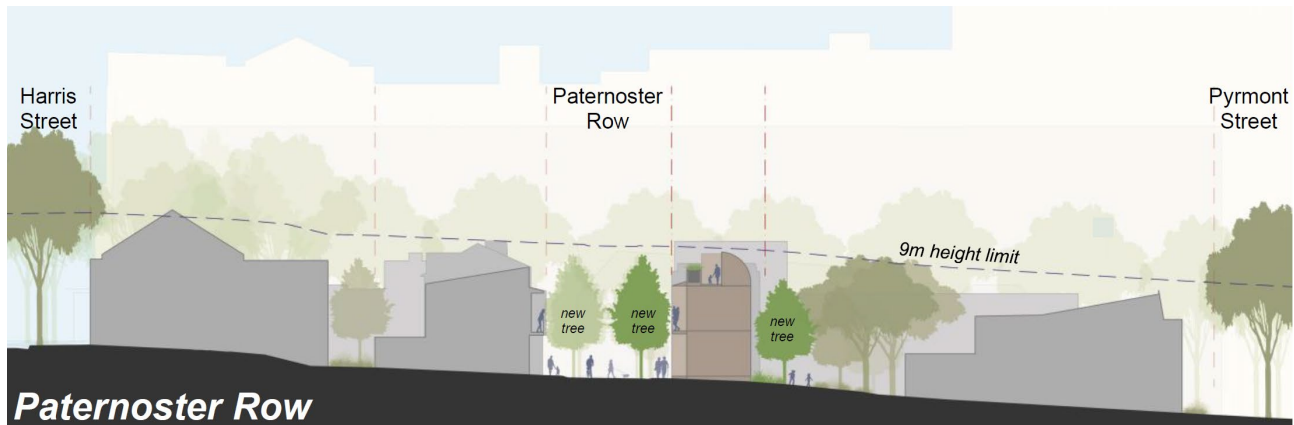 Harris
Street
Paternoster
Row
Pyrmont
Street
9m height limit
new
tree
new
tree
new
tree
Paternoster Row